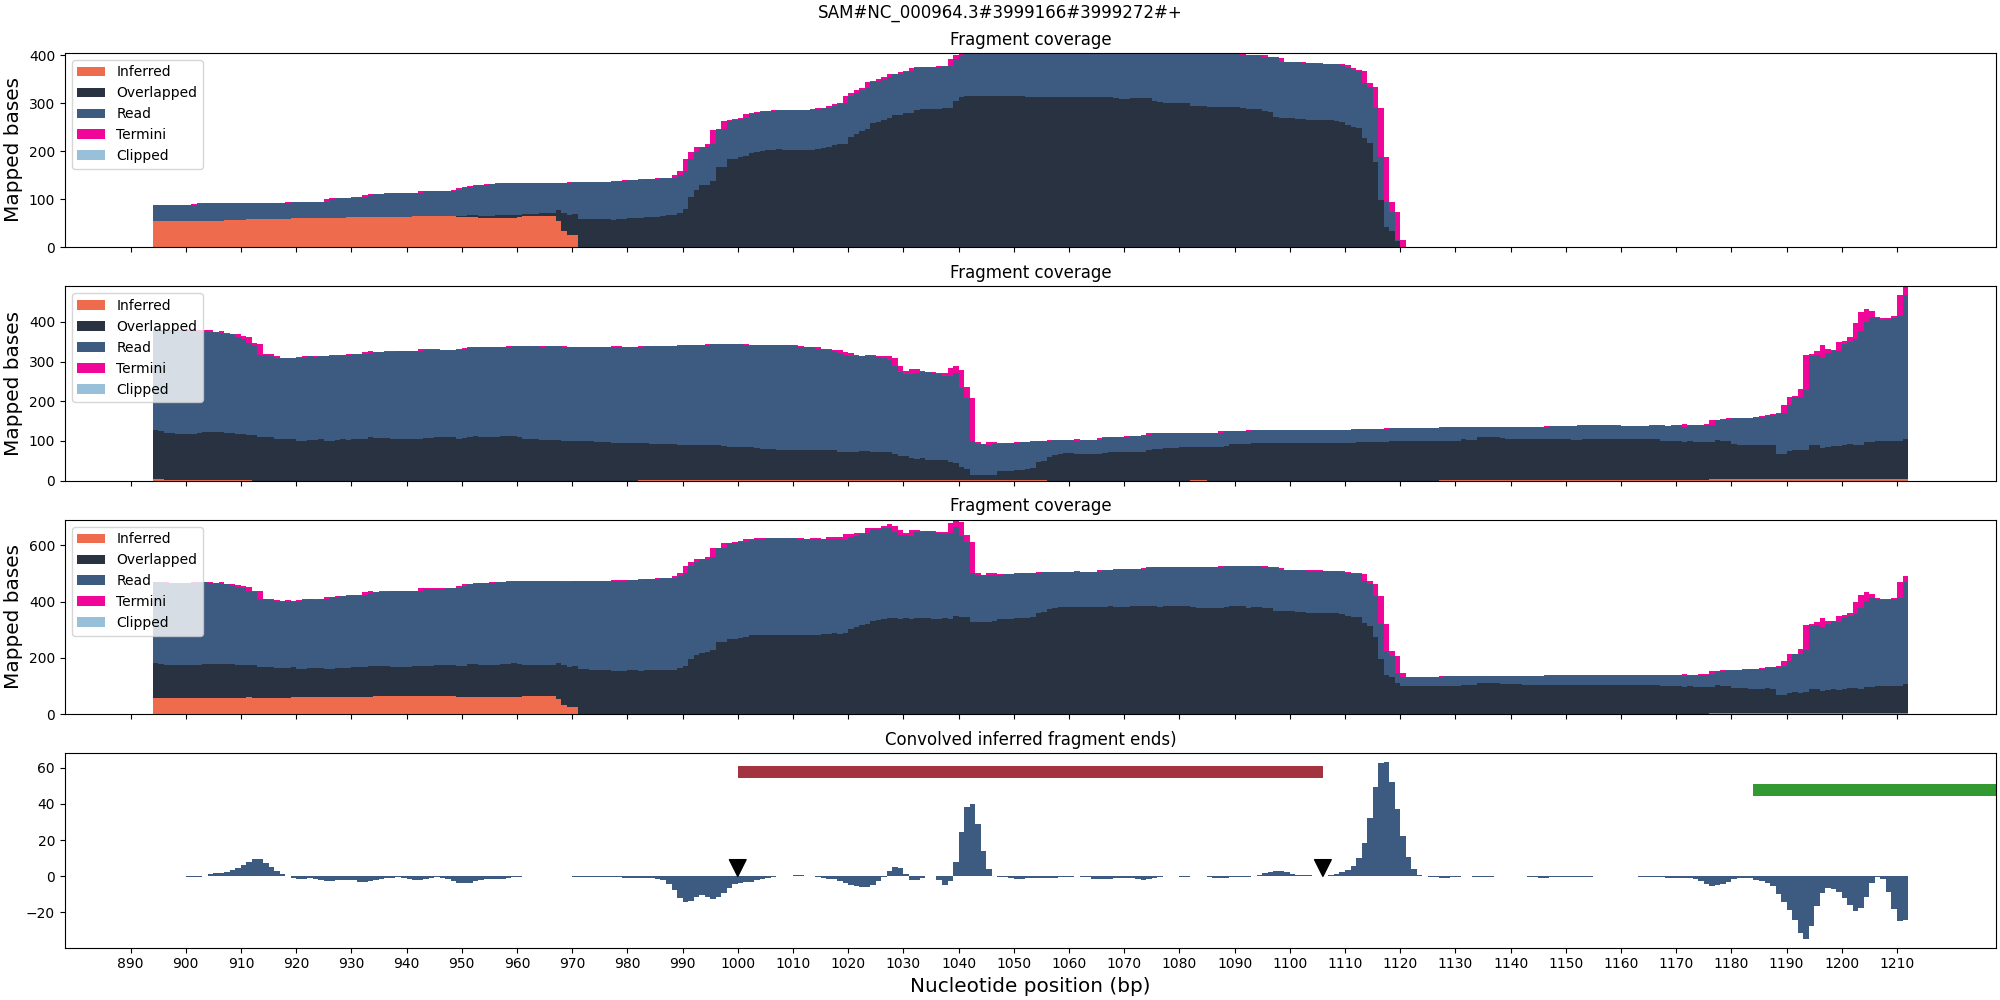 SAM#NC_000964.3#3999166#3999272#+
Fragment coverage
Mapped bases
400
300
200
100
0
Inferred
Overlapped
Read
Termini
Clipped
Fragment coverage
Mapped bases
400
300
200
100
0
Inferred
Overlapped
Read
Termini
Clipped
Fragment coverage
Mapped bases
600
400
200
0
Inferred
Overlapped
Read
Termini
Clipped
Convolved inferred fragment ends)
60
40
20
0
−20
890 900 910 920 930 940 950 960 970 980 990 1000 1010 1020 1030 1040 1050 1060 1070 1080 1090 1100 1110 1120 1130 1140 1150 1160 1170 1180 1190 1200 1210
Nucleotide position (bp)